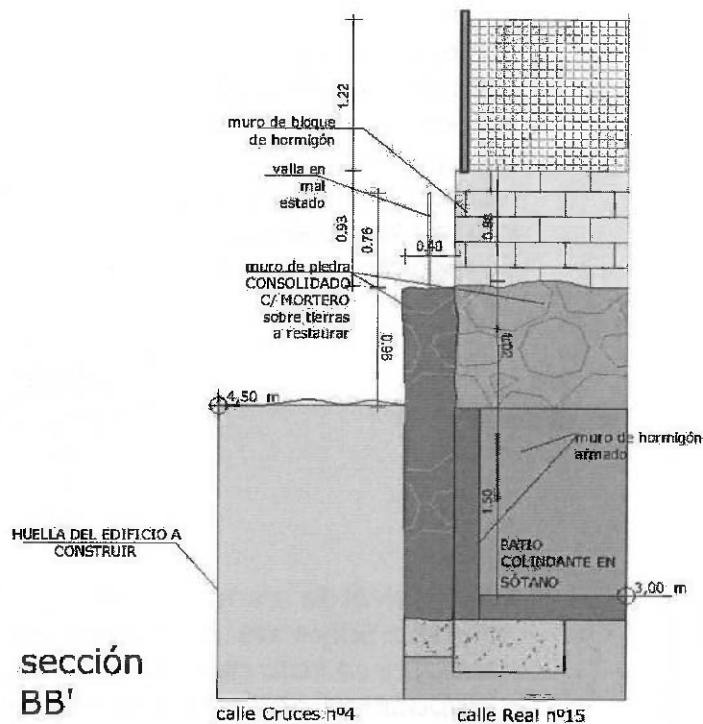 1.22
muro de bloque
de hormigón
valla en
mal
estado
0.93
0.76
0.40
0.88
muro de piedra
CONSOLIDADO
C/ MORTERO
sobre tierras
a restaurar
0.96
1.02
4,50 m
muro de hormigón
armado
1.50
HUELLA DEL EDIFICIO A
CONSTRUIR
PATIO
COLINDANTE EN
SÓTANO
3,00 m
sección
BB'
calle Cruces nº4
calle Real nº15